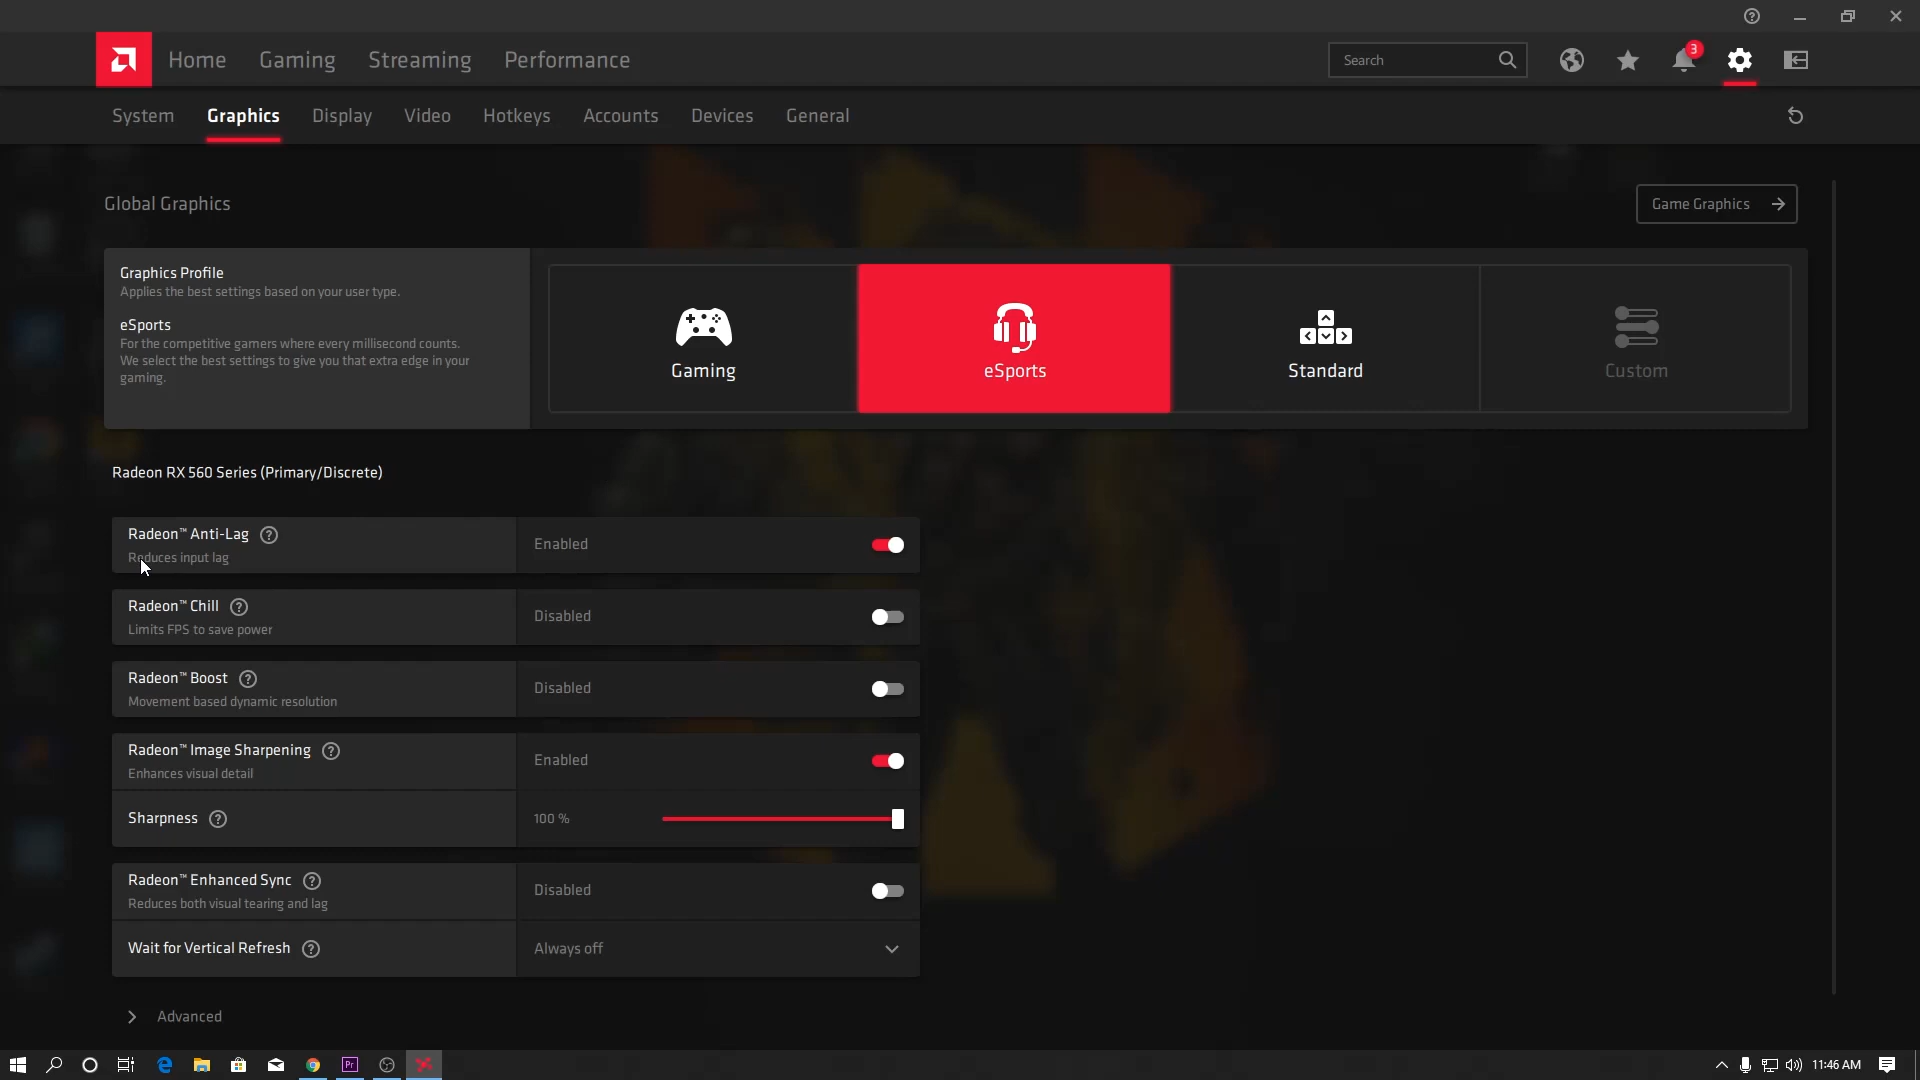 Home Gaming Streaming Performance Search 3
System Graphics Display Video Hotkeys Accounts Devices General
Global Graphics
Game Graphics
Graphics Profile
Applies the best settings based on your user type.
eSports
For the competitive gamers where every millisecond counts.
We select the best settings to give you that extra edge in your
gaming.
Gaming
eSports
Standard
Custom
Radeon RX 560 Series (Primary/Discrete)
Radeon™ Anti-Lag ?
Reduces input lag
Enabled
Radeon™ Chill ?
Limits FPS to save power
Disabled
Radeon™ Boost ?
Movement based dynamic resolution
Disabled
Radeon™ Image Sharpening ?
Enhances visual detail
Enabled
Sharpness ?
100 %
Radeon™ Enhanced Sync ?
Reduces both visual tearing and lag
Disabled
Wait for Vertical Refresh ?
Always off
Advanced
Pr
11:46 AM